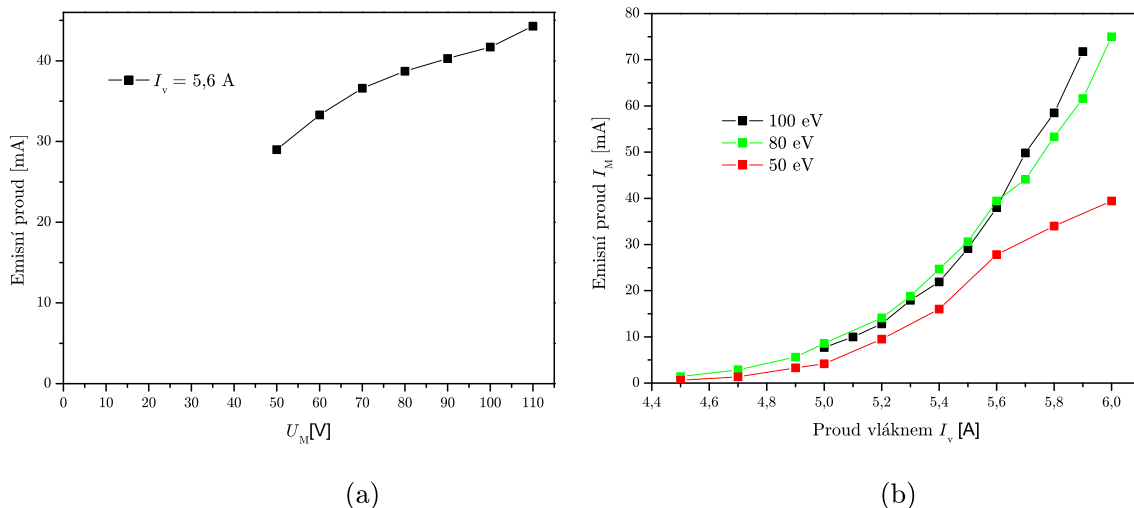 40
30
20
10
0
Emisní proud [mA]
I_v = 5,6 A
0 10 20 30 40 50 60 70 80 90 100 110
U_M[V]
(a)
80
70
60
50
40
30
20
10
0
Emisní proud I_M [mA]
100 eV
80 eV
50 eV
4,4 4,6 4,8 5,0 5,2 5,4 5,6 5,8 6,0
Proud vláknem I_v [A]
(b)